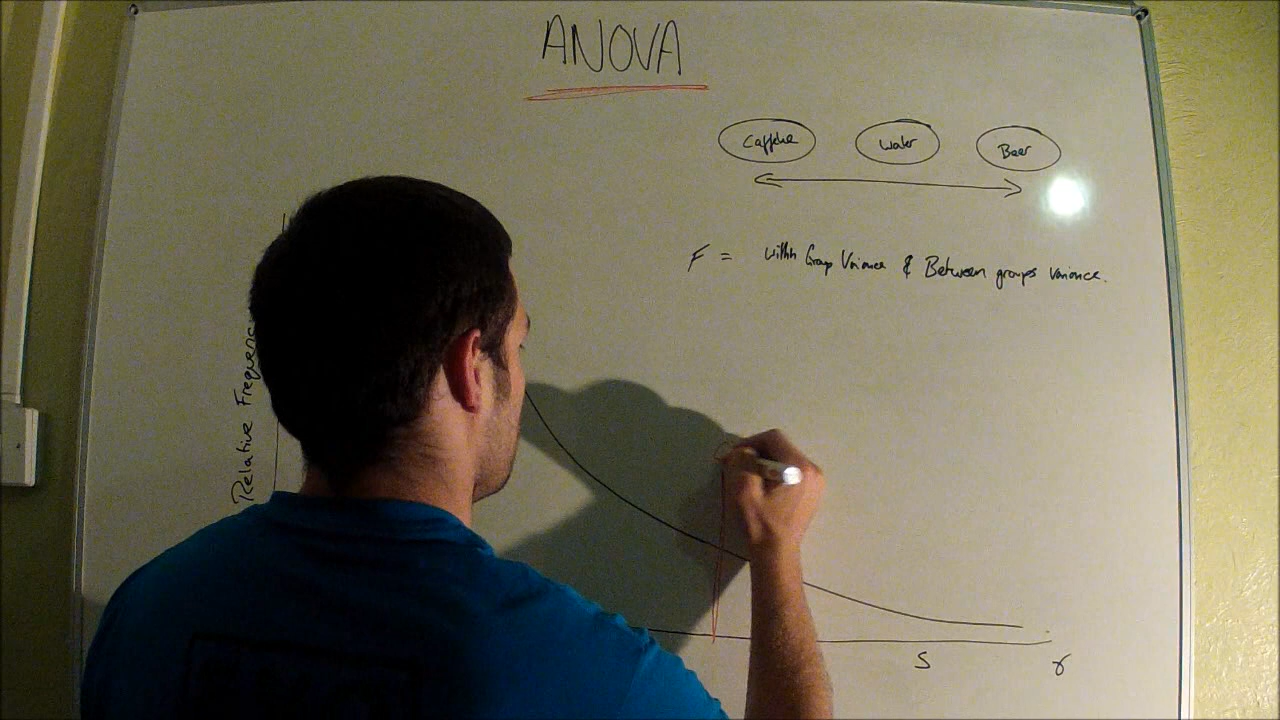 ANOVA
Caffeine Water Beer
F = within Group Variance & Between groups variance.
Relative Frequenc
5 8